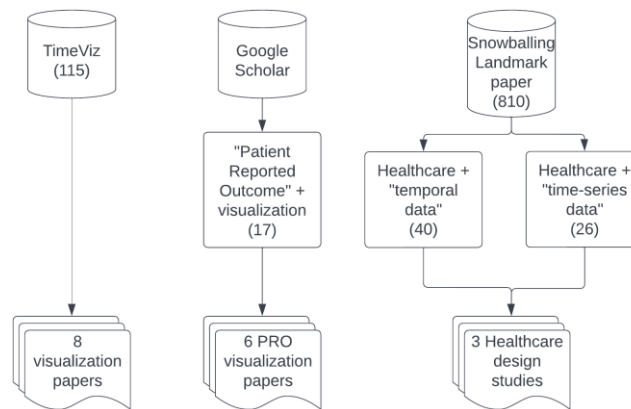 TimeViz
(115)
Google
Scholar
Snowballing
Landmark
paper
(810)
"Patient
Reported
Outcome" +
visualization
(17)
Healthcare +
"temporal
data"
(40)
Healthcare +
"time-series
data"
(26)
8
visualization
papers
6 PRO
visualization
papers
3 Healthcare
design
studies